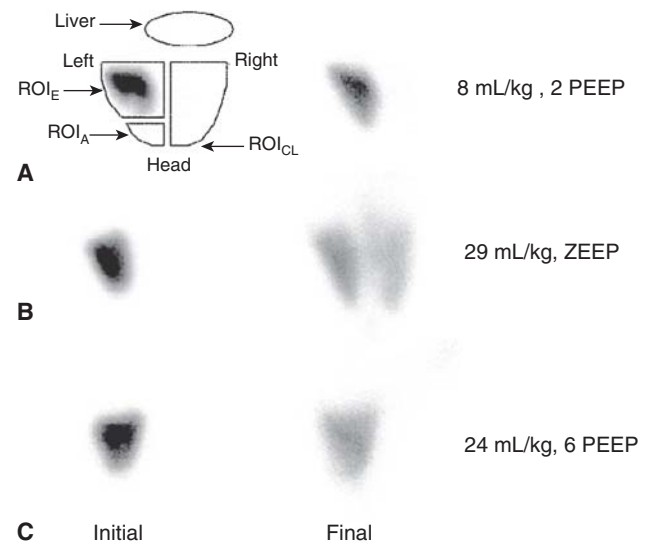 Liver
Left Right
ROI_E
ROI_A
ROI_CL
Head
8 mL/kg , 2 PEEP
A
29 mL/kg, ZEEP
B
24 mL/kg, 6 PEEP
C Initial Final